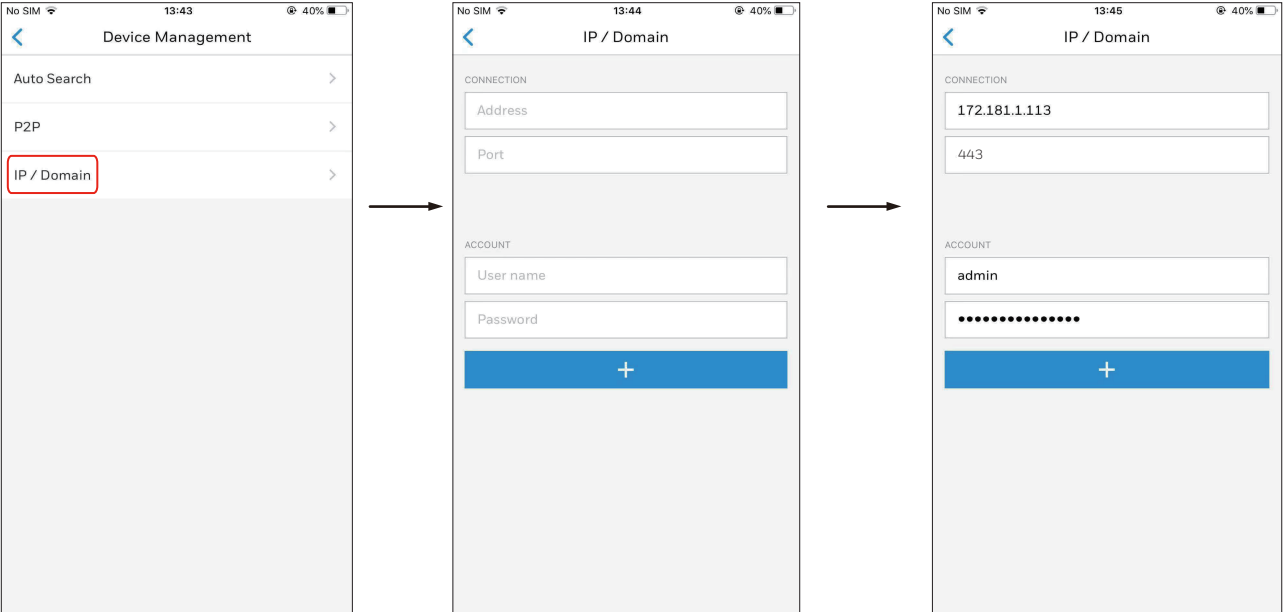 No SIM 13:43 40%
Device Management
Auto Search
P2P
IP / Domain
No SIM 13:44 40%
IP / Domain
CONNECTION
Address
Port
ACCOUNT
User name
Password
+
No SIM 13:45 40%
IP / Domain
CONNECTION
172.181.1.113
443
ACCOUNT
admin
●●●●●●●●●●●●●●●
+